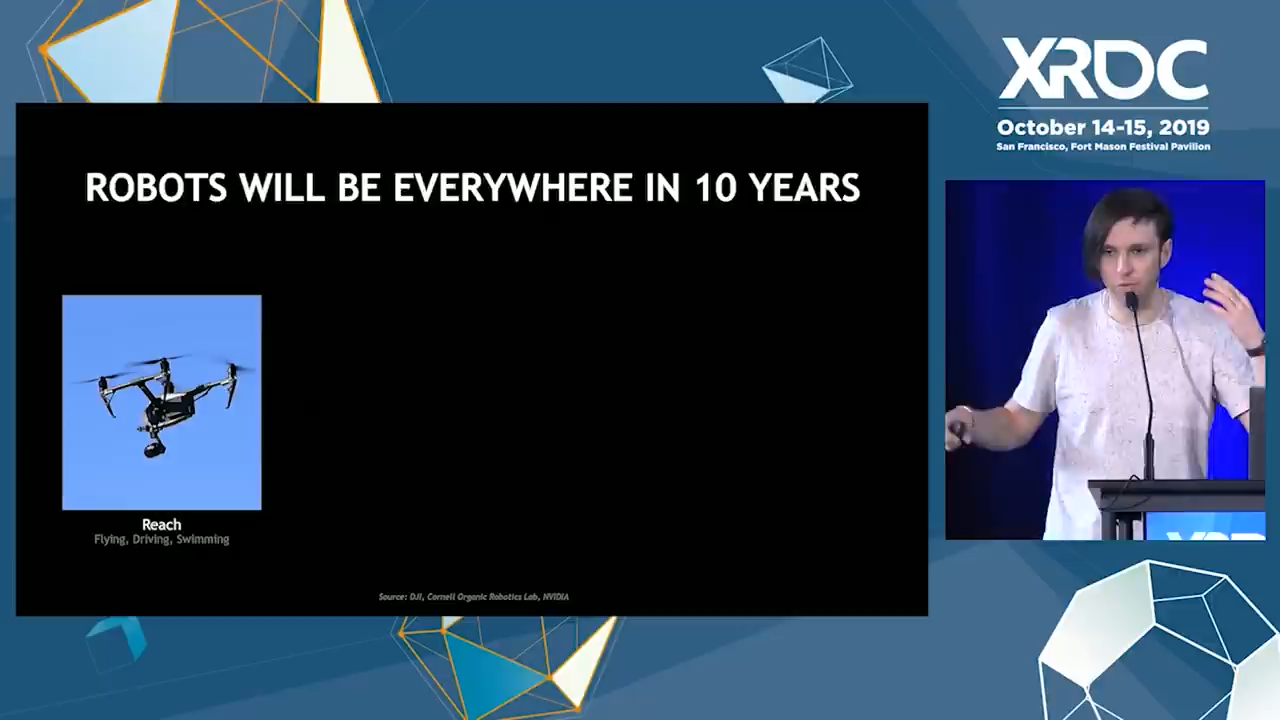 XRDC
October 14-15, 2019
San Francisco, Fort Mason Festival Pavilion
ROBOTS WILL BE EVERYWHERE IN 10 YEARS
Reach
Flying, Driving, Swimming
Source: DJI, Cornell Organic Robotics Lab, NVIDIA